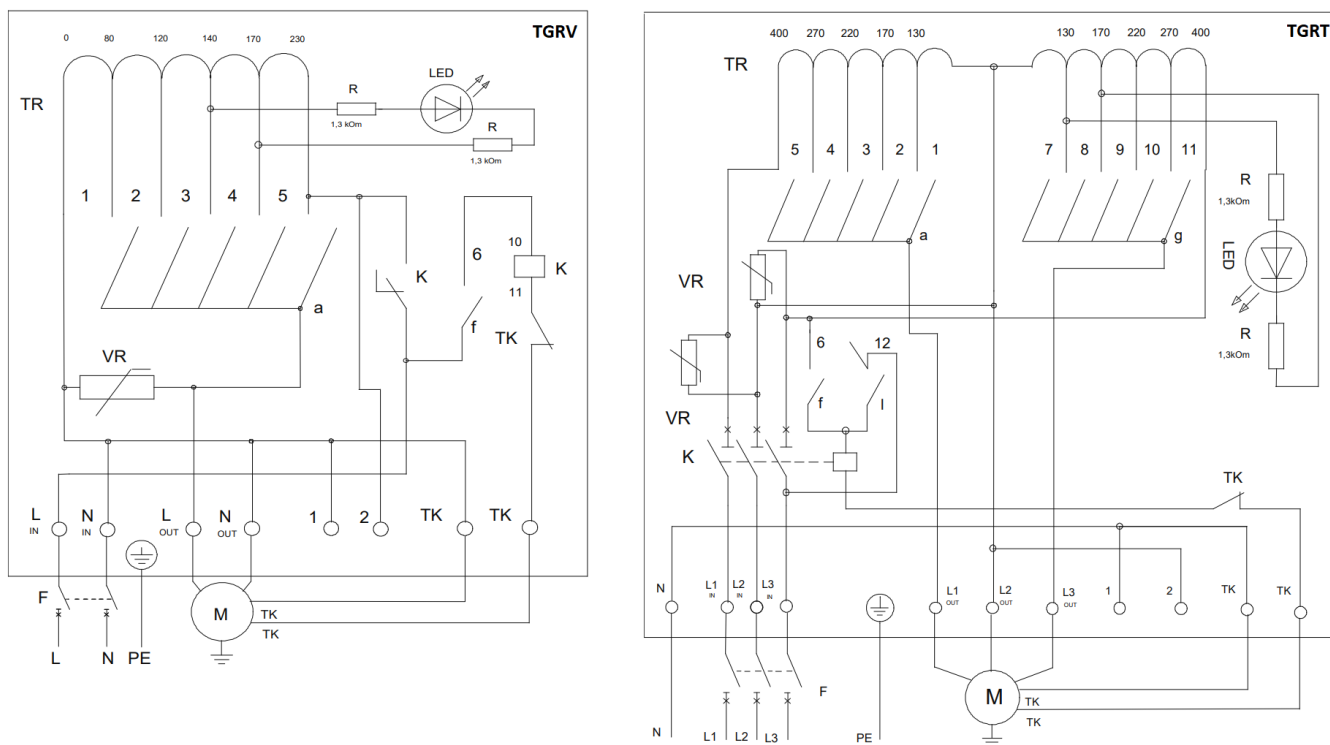 TGRV
0 80 120 140 170 230
TR
LED
R
1,3 kOm
R
1,3 kOm
1 2 3 4 5
6
10
K
K
11
a
f
TK
VR
L IN
N IN
L OUT
N OUT
1
2
TK
TK
F
M
TK
TK
L
N
PE
TGRT
400 270 220 170 130
130 170 220 270 400
TR
5 4 3 2 1
7 8 9 10 11
R
1,3kOm
a
g
LED
VR
R
1,3kOm
6
12
f
l
VR
K
TK
N
L1 IN
L2 IN
L3 IN
L1 OUT
L2 OUT
L3 OUT
1
2
TK
TK
F
M
TK
TK
N
L1
L2
L3
PE